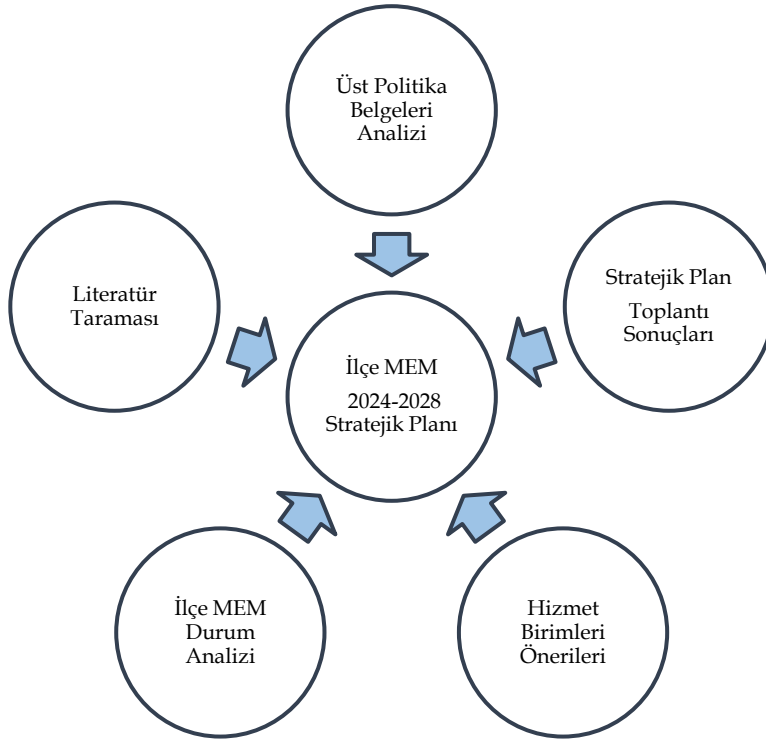 Üst Politika
Belgeleri
Analizi
Literatür
Taraması
Stratejik Plan
Toplantı
Sonuçları
İlçe MEM
2024-2028
Stratejik Planı
İlçe MEM
Durum
Analizi
Hizmet
Birimleri
Önerileri